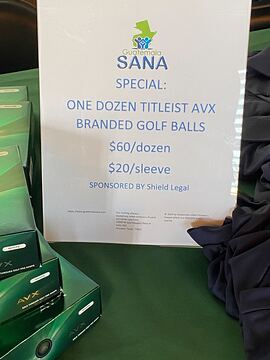 Guatemala
SANA
SPECIAL:
ONE DOZEN TITLEIST AVX
BRANDED GOLF BALLS
$60/dozen
$20/sleeve
SPONSORED BY Shield Legal
AVX
AVX